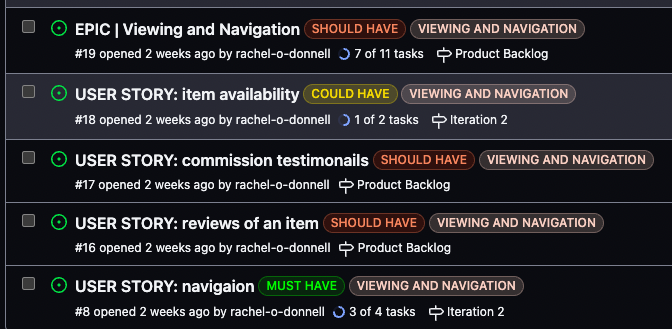 EPIC | Viewing and Navigation SHOULD HAVE VIEWING AND NAVIGATION
#19 opened 2 weeks ago by rachel-o-donnell 7 of 11 tasks Product Backlog
USER STORY: item availability COULD HAVE VIEWING AND NAVIGATION
#18 opened 2 weeks ago by rachel-o-donnell 1 of 2 tasks Iteration 2
USER STORY: commission testimonails SHOULD HAVE VIEWING AND NAVIGATION
#17 opened 2 weeks ago by rachel-o-donnell Product Backlog
USER STORY: reviews of an item SHOULD HAVE VIEWING AND NAVIGATION
#16 opened 2 weeks ago by rachel-o-donnell Product Backlog
USER STORY: navigaion MUST HAVE VIEWING AND NAVIGATION
#8 opened 2 weeks ago by rachel-o-donnell 3 of 4 tasks Iteration 2